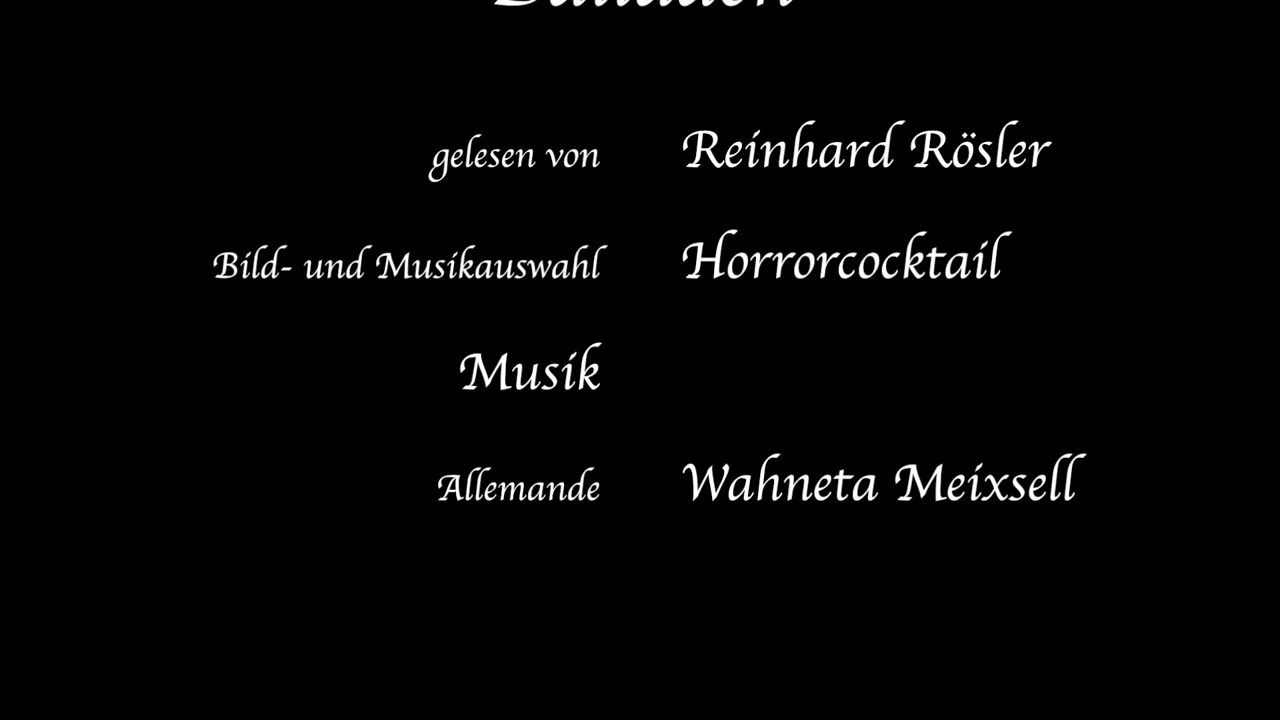 gelesen von Reinhard Rösler
Bild- und Musikauswahl Horrorcocktail
Musik
Allemande Wahneta Meixsell